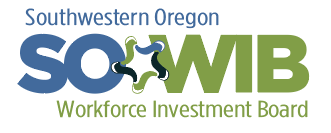 Southwestern Oregon
SOWIB
Workforce Investment Board